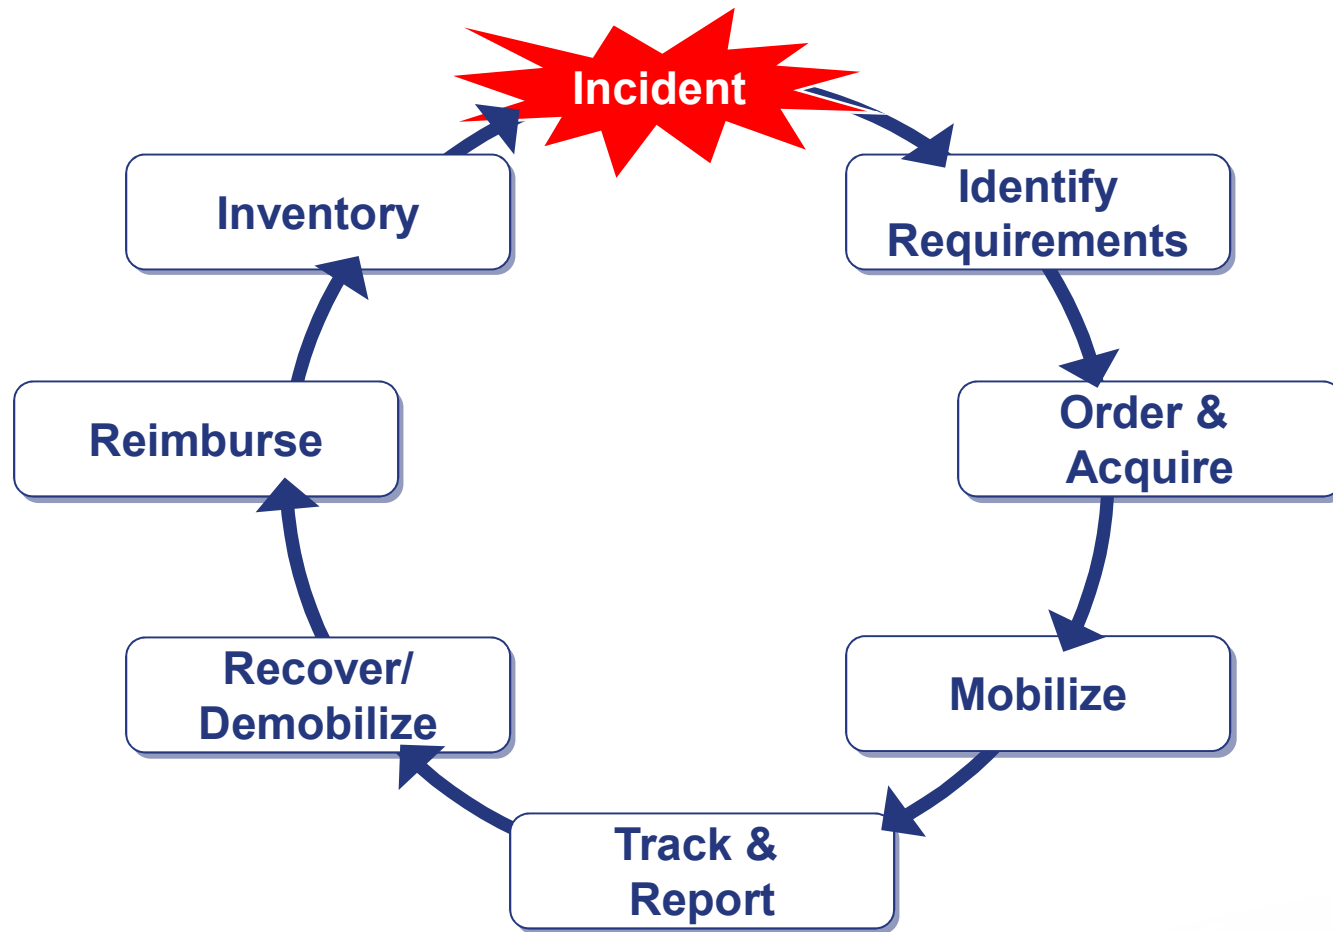 Incident
Identify
Requirements
Order &
Acquire
Mobilize
Track &
Report
Recover/
Demobilize
Reimburse
Inventory